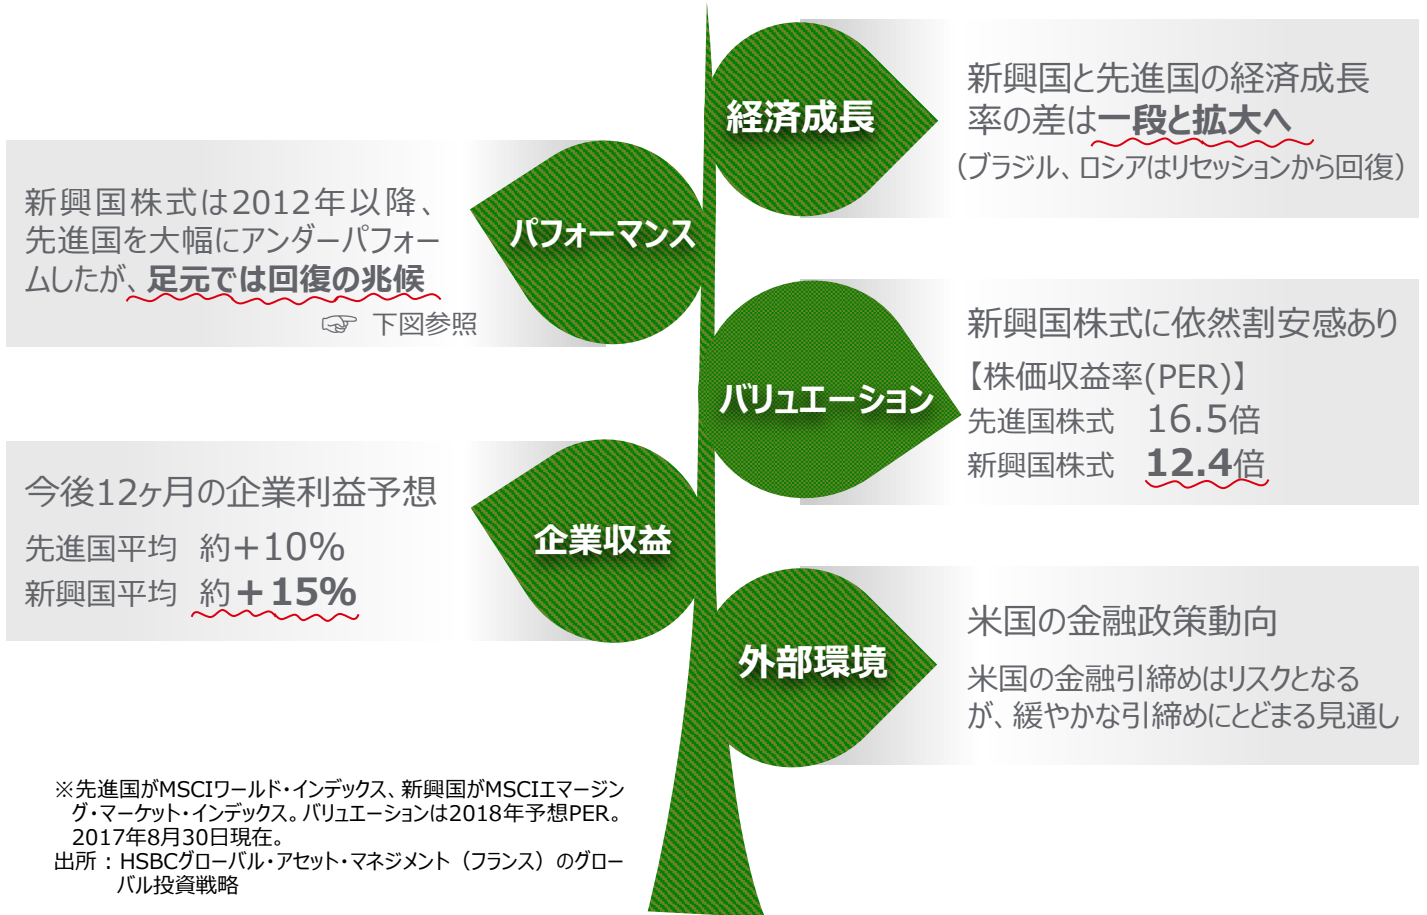 経済成長
新興国と先進国の経済成長
率の差は一段と拡大へ
（ブラジル、ロシアはリセッションから回復）
パフォーマンス
新興国株式は2012年以降、
先進国を大幅にアンダーパフォー
ムしたが、足元では回復の兆候
☞ 下図参照
バリュエーション
新興国株式に依然割安感あり
【株価収益率(PER)】
先進国株式 16.5倍
新興国株式 12.4倍
企業収益
今後12ヶ月の企業利益予想
先進国平均 約＋10%
新興国平均 約＋15%
外部環境
米国の金融政策動向
米国の金融引締めはリスクとなる
が、緩やかな引締めにとどまる見通し
※先進国がMSCIワールド・インデックス、新興国がMSCIエマージン
グ・マーケット・インデックス。バリュエーションは2018年予想PER。
2017年8月30日現在。
出所：HSBCグローバル・アセット・マネジメント（フランス）のグロー
バル投資戦略